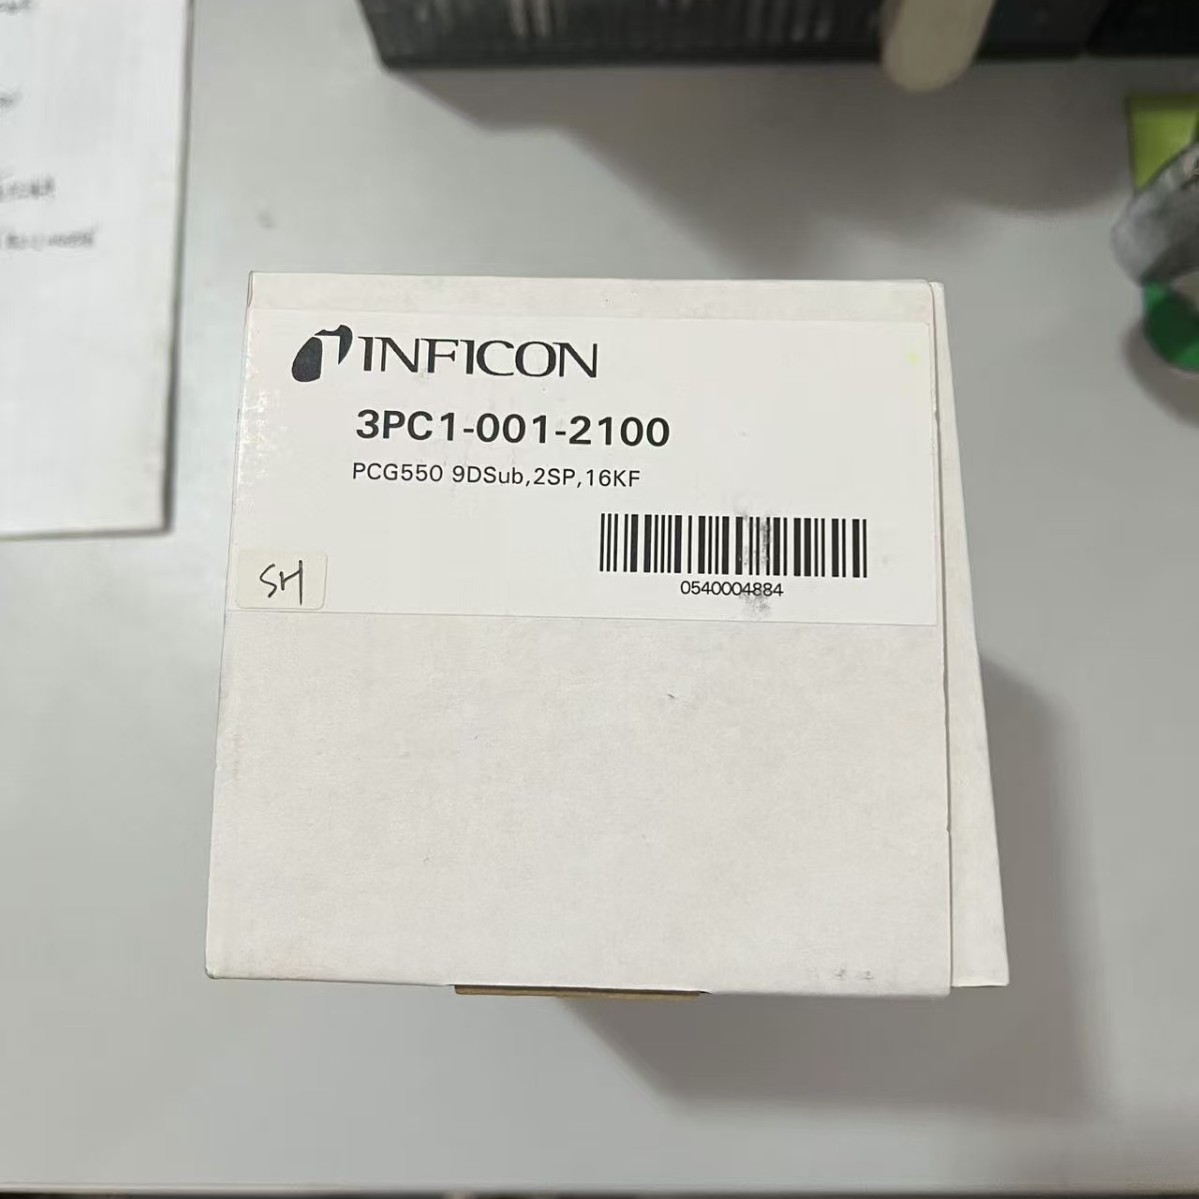 INFICON
3PC1-001-2100
PCG550 9DSub,2SP,16KF
0540004884
SH